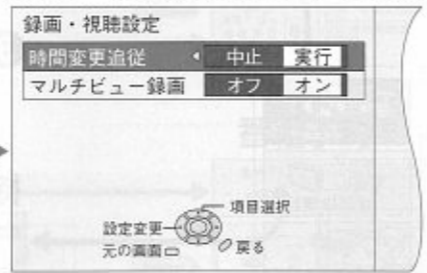 録画・視聴設定
時間変更追従 中止 実行
マルチビュー録画 オフ オン
項目選択
設定変更
元の画面 戻る